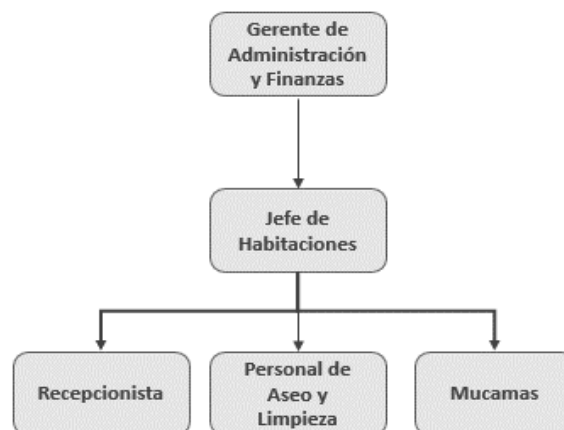 Gerente de
Administración
y Finanzas
Jefe de
Habitaciones
Recepcionista
Personal de
Aseo y
Limpieza
Mucamas